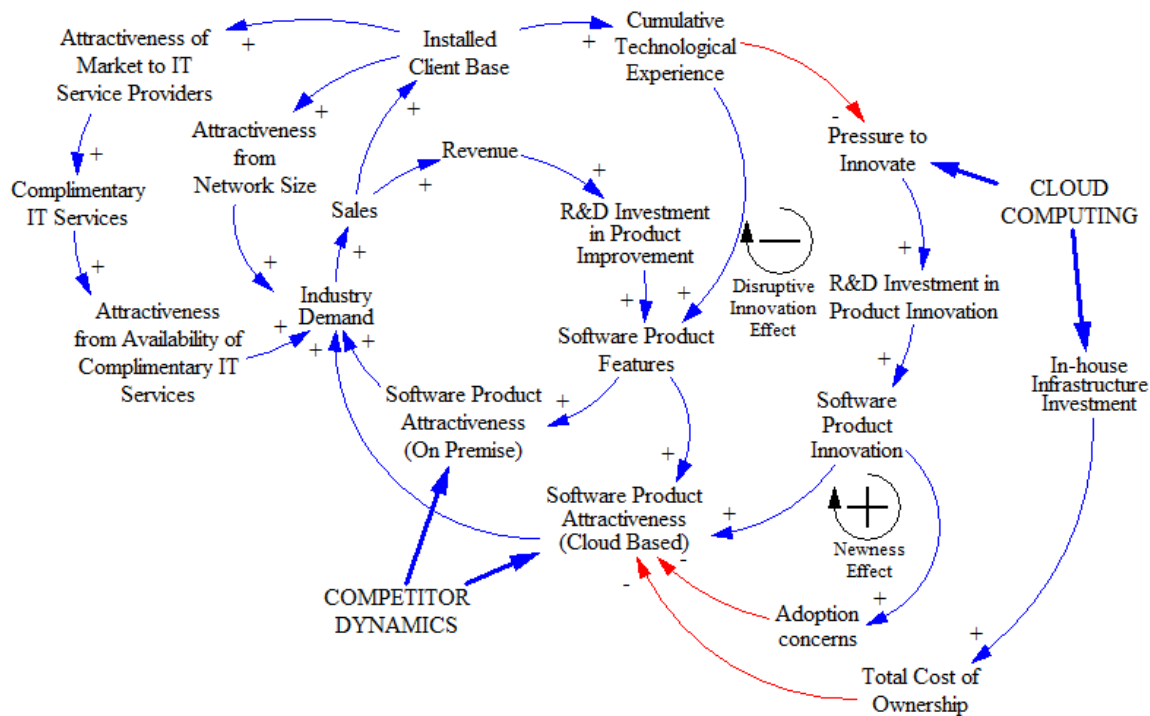 Attractiveness of
Market to IT
Service Providers
+
Installed
Client Base
+
Cumulative
Technological
Experience
+
Attractiveness
from
Network Size
+
+
Revenue
+
-
Pressure to
Innovate
+
Complimentary
IT Services
Sales
+
R&D Investment
in Product
Improvement
CLOUD
COMPUTING
+
+
+
+
Industry
Demand
+
+
Disruptive
Innovation
Effect
R&D Investment in
Product Innovation
Attractiveness
from Availability of
Complimentary IT
Services
+
+
+
Software Product
Features
+
In-house
Infrastructure
Investment
Software Product
Attractiveness
(On Premise)
+
Software
Product
Innovation
+
Software Product
Attractiveness
(Cloud Based)
+
Newness
Effect
-
-
COMPETITOR
DYNAMICS
Adoption
concerns
+
+
Total Cost of
Ownership